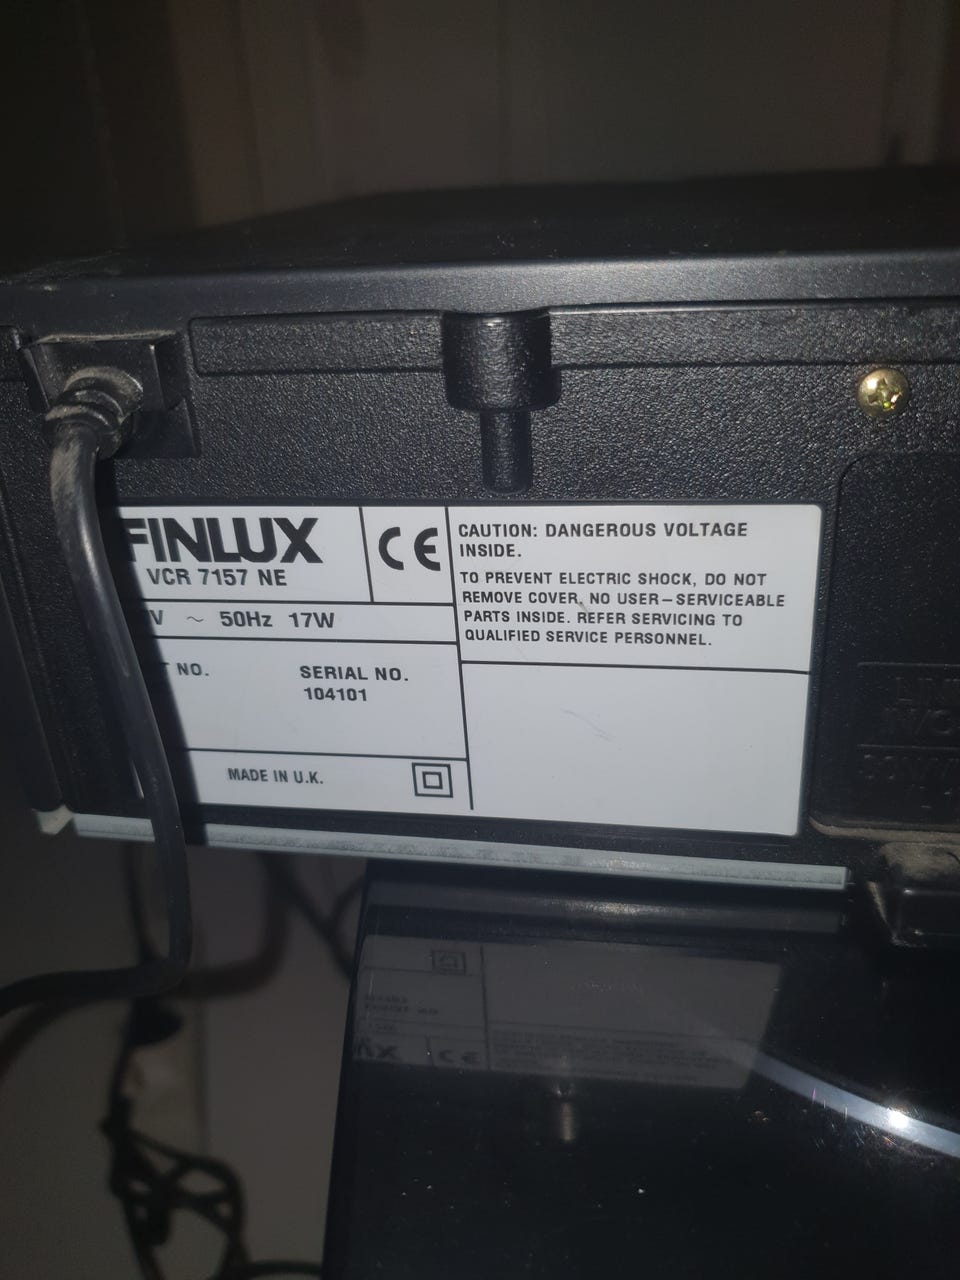 FINLUX
VCR 7157 NE
CE
V ~ 50Hz 17W
NO.
SERIAL NO.
104101
MADE IN U.K.
CAUTION: DANGEROUS VOLTAGE
INSIDE.
TO PREVENT ELECTRIC SHOCK, DO NOT
REMOVE COVER. NO USER-SERVICEABLE
PARTS INSIDE. REFER SERVICING TO
QUALIFIED SERVICE PERSONNEL.